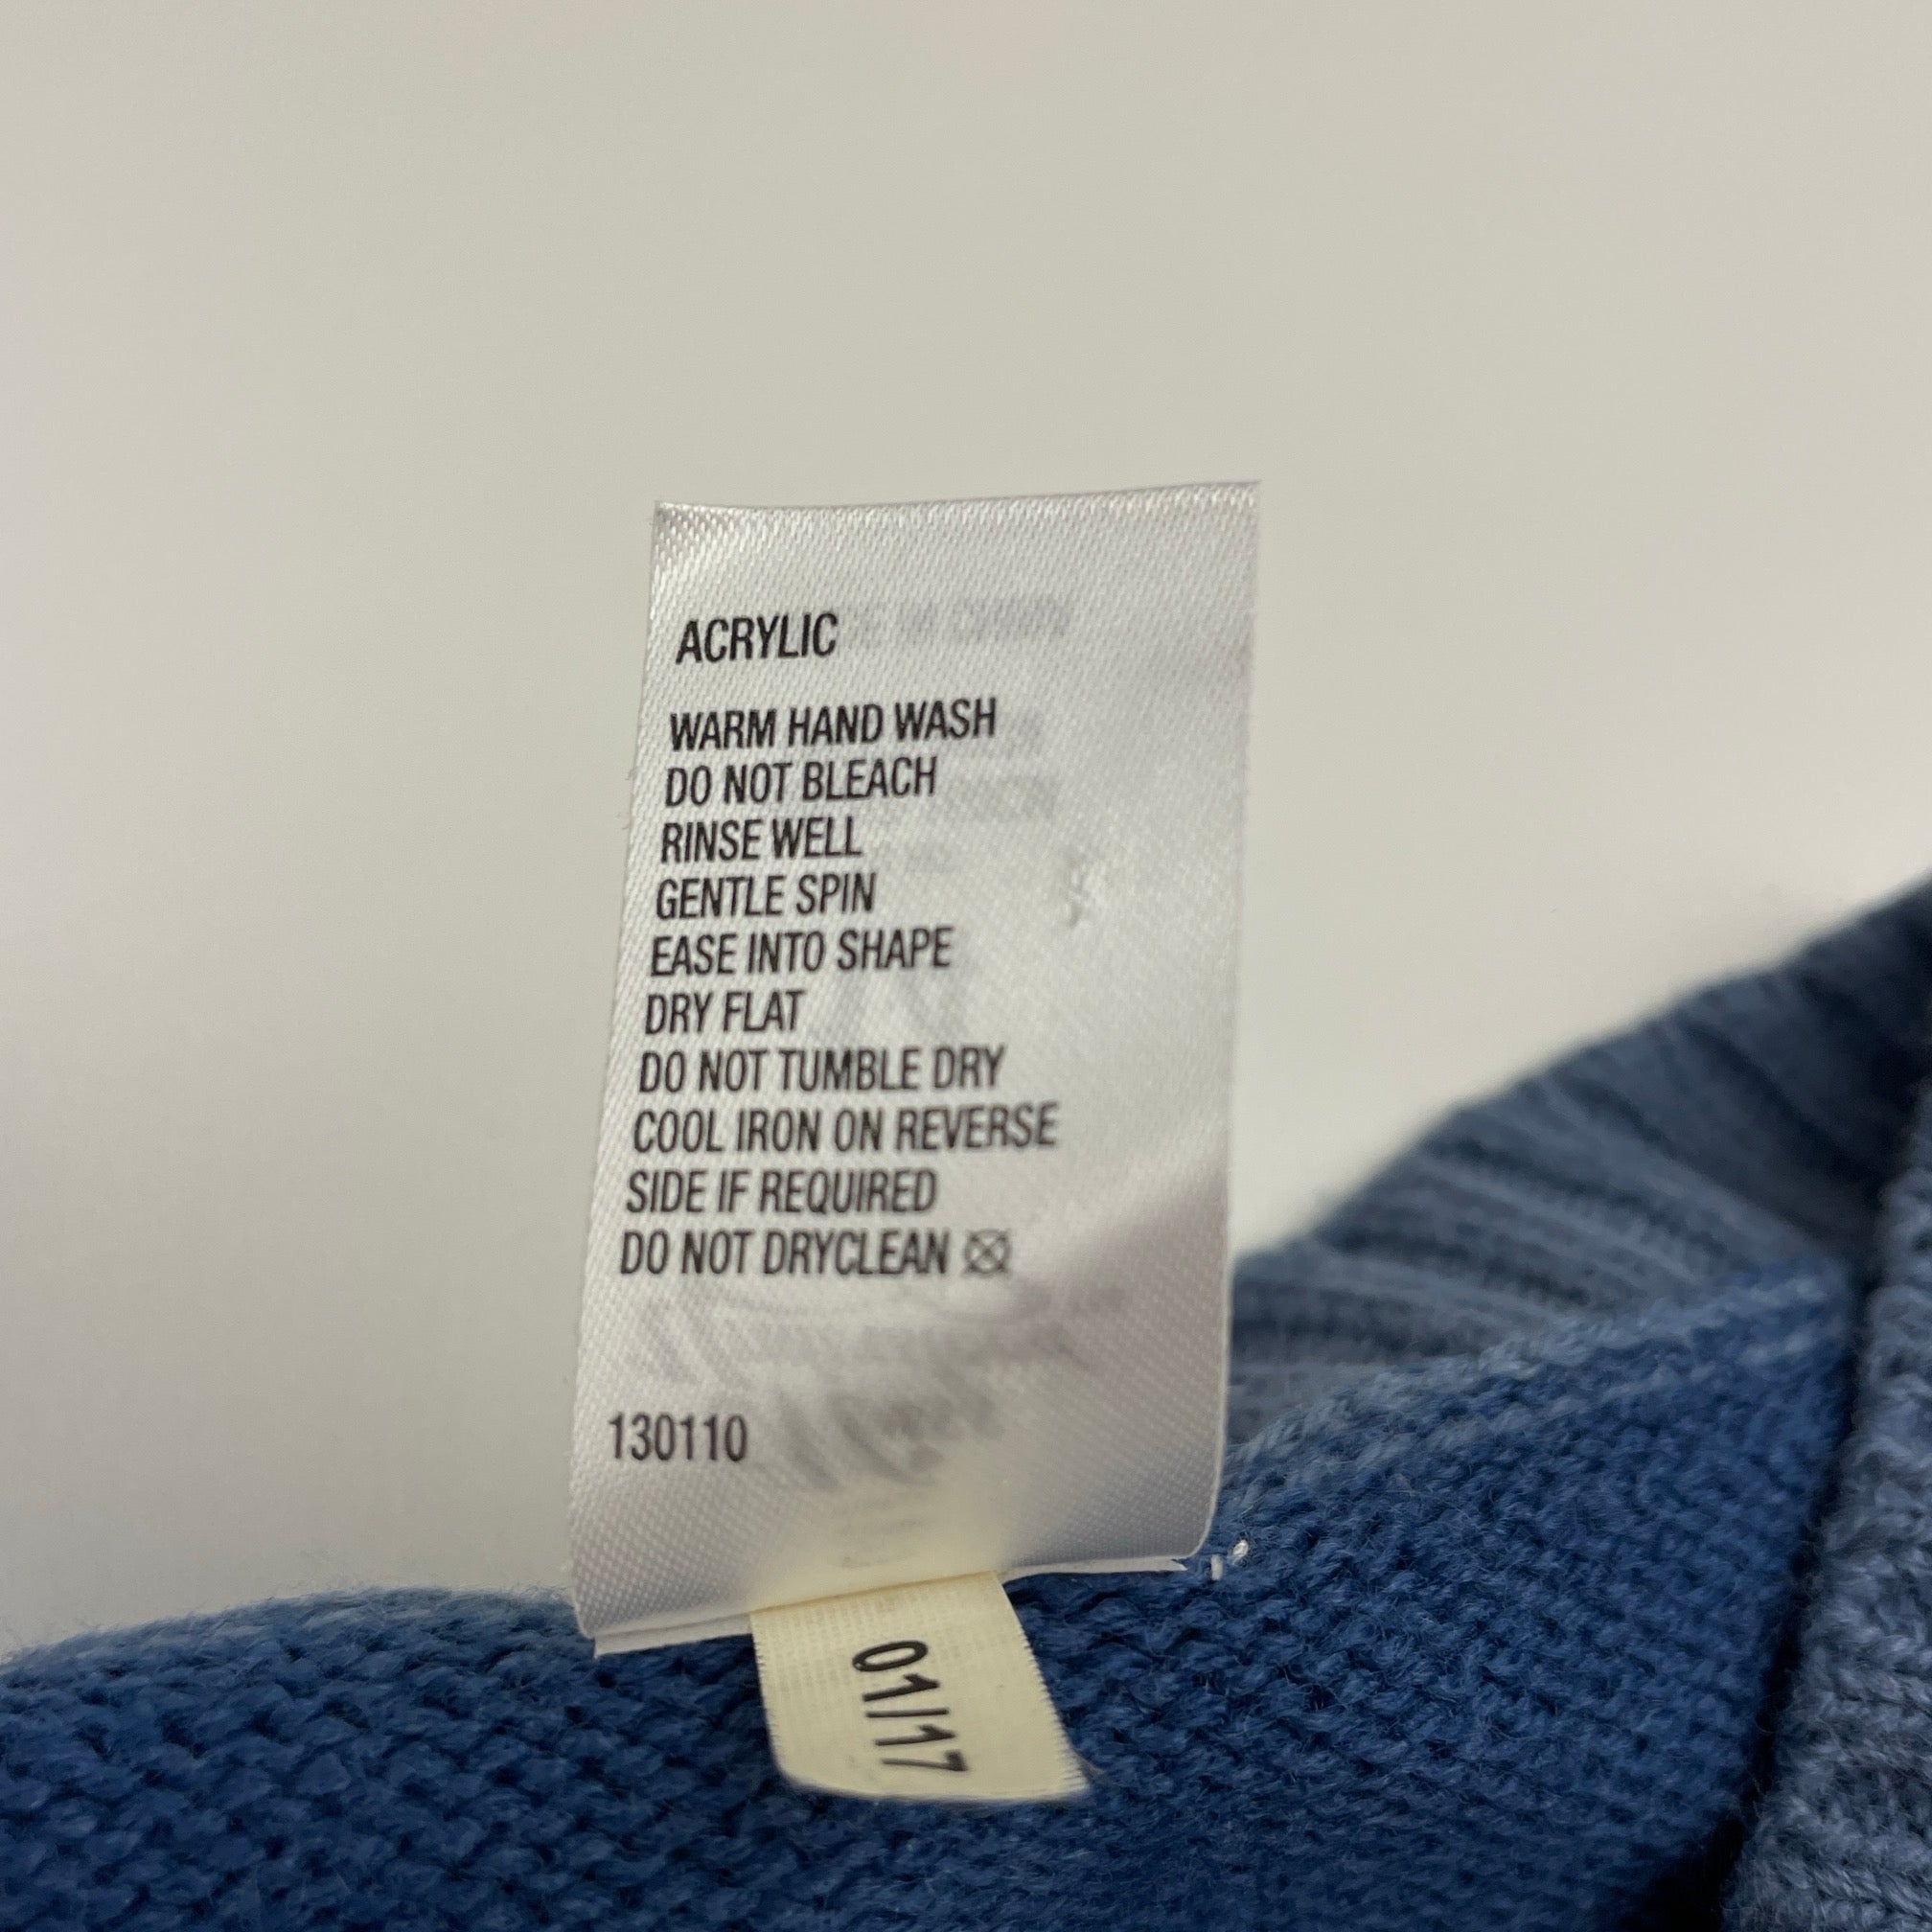 ACRYLIC
WARM HAND WASH
DO NOT BLEACH
RINSE WELL
GENTLE SPIN
EASE INTO SHAPE
DRY FLAT
DO NOT TUMBLE DRY
COOL IRON ON REVERSE
SIDE IF REQUIRED
DO NOT DRYCLEAN
130110
01/17